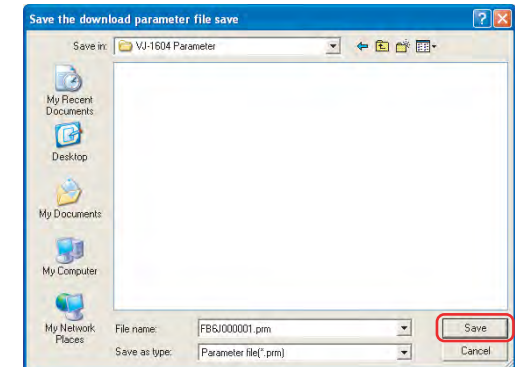 Save the download parameter file save
Save in:
VJ-1604 Parameter
My Recent
Documents
Desktop
My Documents
My Computer
My Network
Places
File name:
FB6J000001.prm
Save
Save as type:
Parameter file(*.prm)
Cancel